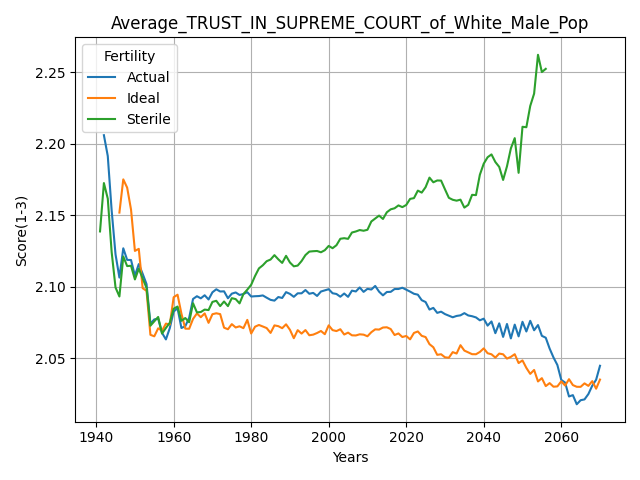 Average_TRUST_IN_SUPREME_COURT_of_White_Male_Pop
Fertility
Actual
Ideal
Sterile
Score(1-3)
2.25
2.20
2.15
2.10
2.05
1940 1960 1980 2000 2020 2040 2060
Years